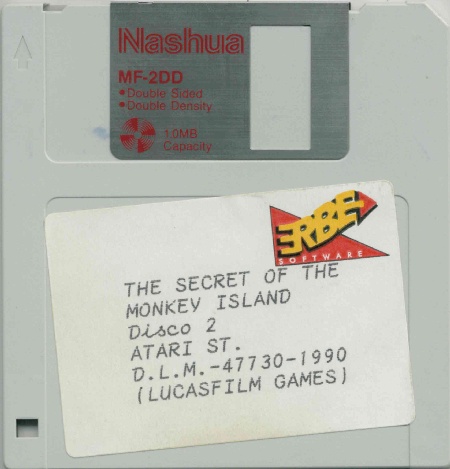 Nashua
MF-2DD
•Double Sided
•Double Density
1.0MB
Capacity
ERBE
SOFTWARE
THE SECRET OF THE
MONKEY ISLAND
Disco 2
ATARI ST.
D.L.M.-47730-1990
(LUCASFILM GAMES)